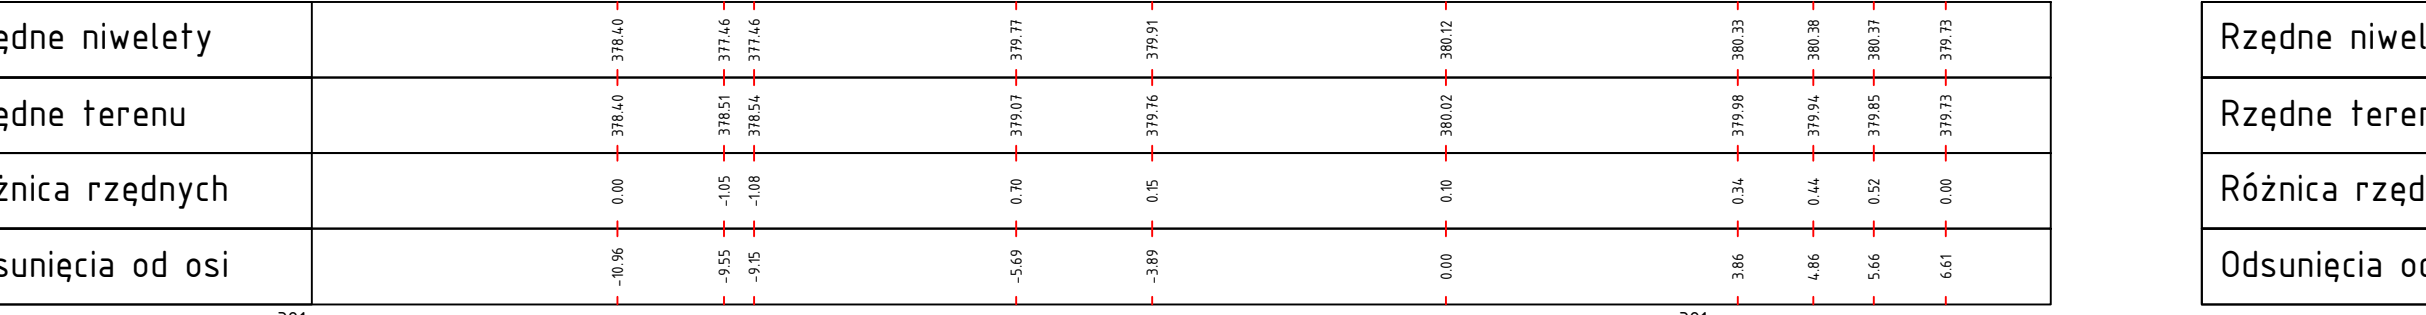 ędne niwelety 378.40 377.46 377.46 379.77 379.91 380.12 380.33 380.38 380.37 379.73 Rzędne niwel
ędne terenu 378.40 378.51 378.54 379.07 379.76 380.02 379.98 379.94 379.85 379.73 Rzędne teren
żnica rzędnych 0.00 -1.05 -1.08 0.70 0.15 0.10 0.34 0.44 0.52 0.00 Różnica rzęd
sunięcia od osi -10.96 -9.55 -9.15 -5.69 -3.89 0.00 3.86 4.86 5.66 6.61 Odsunięcia od